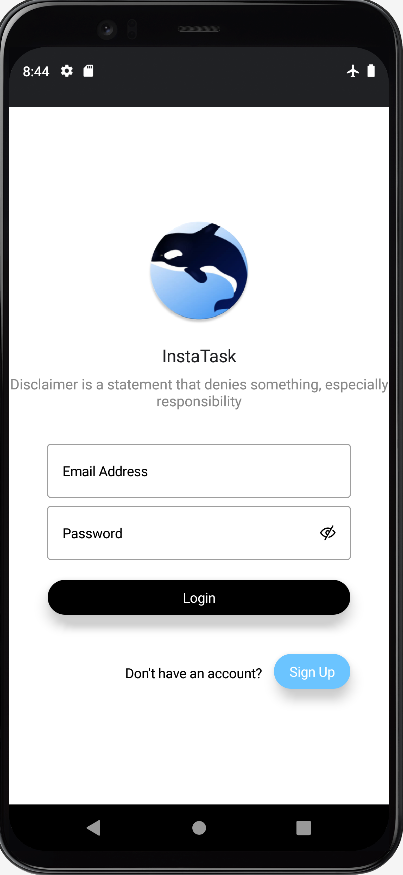 8:44
InstaTask
Disclaimer is a statement that denies something, especially
responsibility
Email Address
Password
Login
Don't have an account?
Sign Up